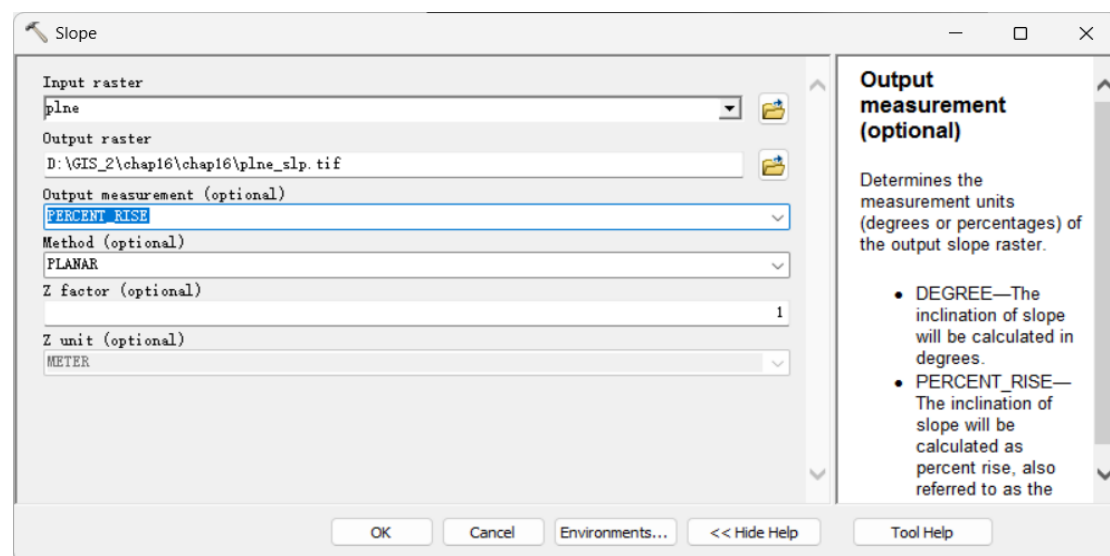 Slope
Input raster
plne
Output raster
D:\GIS_2\chap16\chap16\plne_slp.tif
Output measurement (optional)
PERCENT_RISE
Method (optional)
PLANAR
Z factor (optional)
1
Z unit (optional)
METER
Output
measurement
(optional)
Determines the
measurement units
(degrees or percentages) of
the output slope raster.
• DEGREE—The
inclination of slope
will be calculated in
degrees.
• PERCENT_RISE—
The inclination of
slope will be
calculated as
percent rise, also
referred to as the
OK
Cancel
Environments...
<< Hide Help
Tool Help